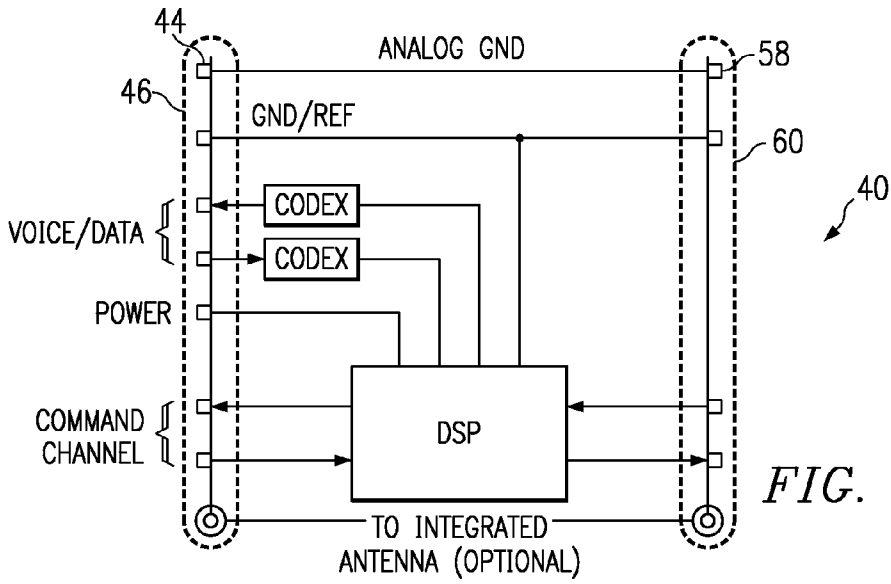 44
ANALOG GND
58
46
GND/REF
60
40
CODEX
VOICE/DATA
CODEX
POWER
COMMAND
CHANNEL
DSP
FIG.
TO INTEGRATED
ANTENNA (OPTIONAL)